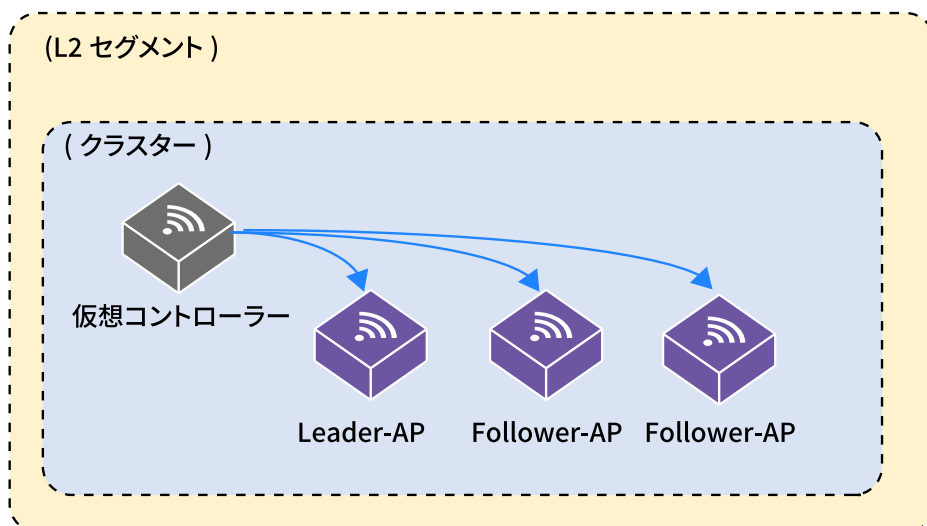 (L2 セグメント )
( クラスター )
仮想コントローラー
Leader-AP
Follower-AP
Follower-AP